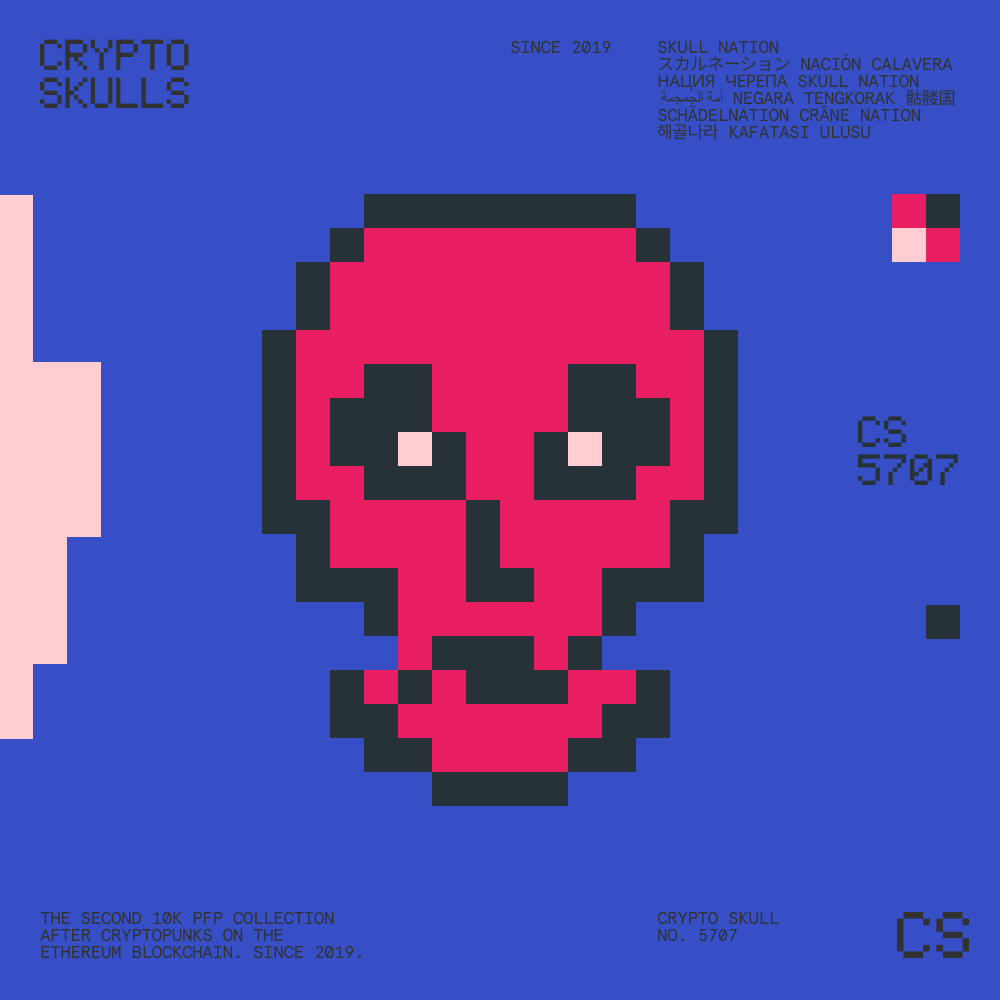 CRYPTO
SKULLS
SINCE 2019
SKULL NATION
スカルネーション NACIÓN CALAVERA
НАЦИЯ ЧЕРЕПА SKULL NATION
أمة الجمجمة NEGARA TENGKORAK 骷髅国
SCHÄDELNATION CRÂNE NATION
해골나라 KAFATASI ULUSU
CS
5707
THE SECOND 10K PFP COLLECTION
AFTER CRYPTOPUNKS ON THE
ETHEREUM BLOCKCHAIN. SINCE 2019.
CRYPTO SKULL
NO. 5707
CS